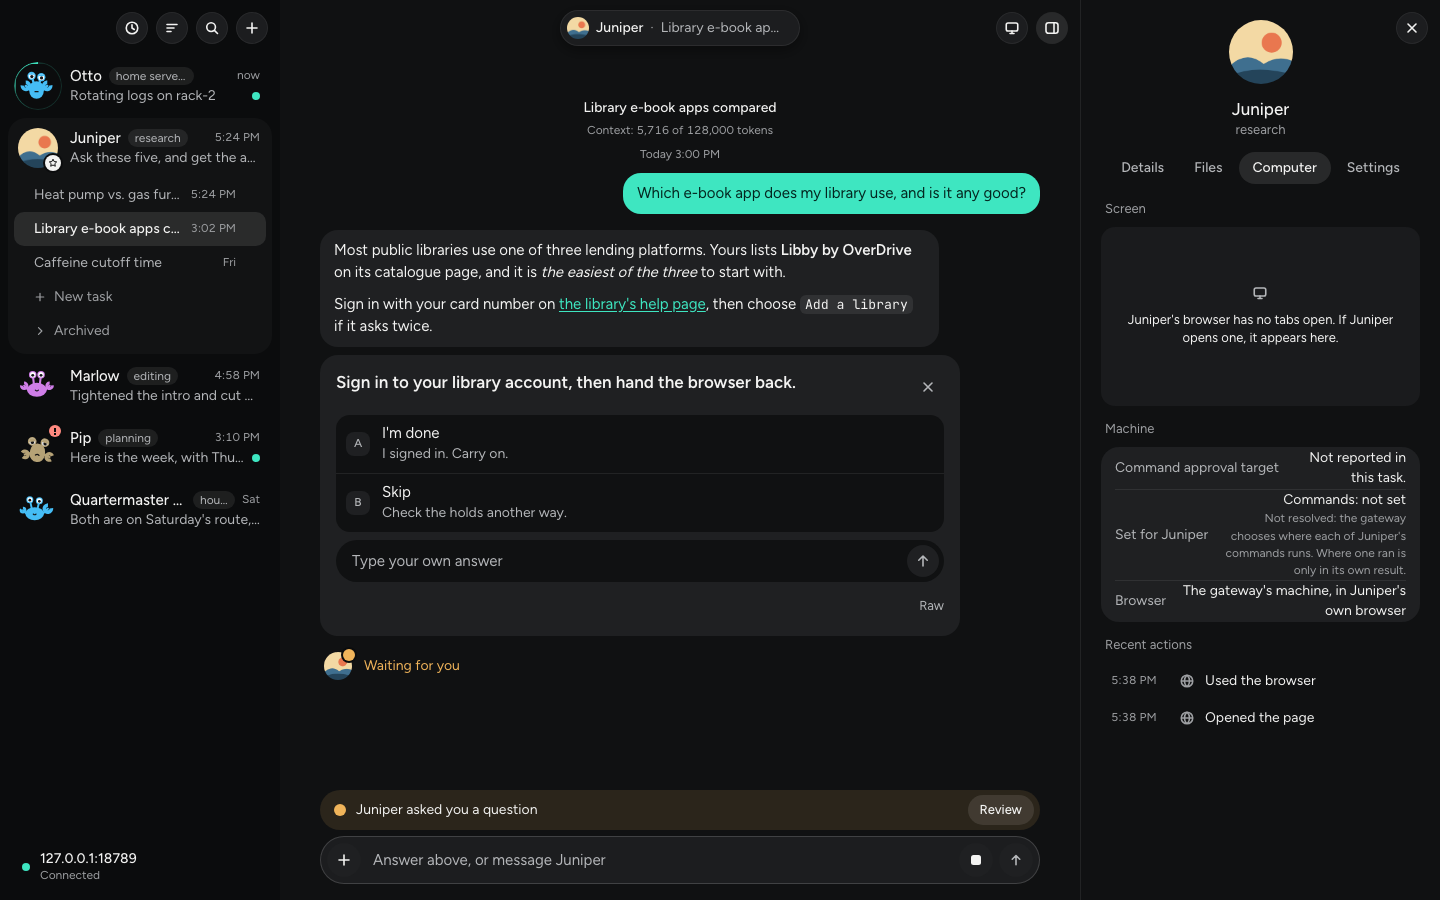 Otto
home serve...
now
Rotating logs on rack-2
Juniper
research
5:24 PM
Ask these five, and get the a...
Heat pump vs. gas fur...
5:24 PM
Library e-book apps c...
3:02 PM
Caffeine cutoff time
Fri
New task
Archived
Marlow
editing
4:58 PM
Tightened the intro and cut ...
Pip
planning
3:10 PM
Here is the week, with Thu...
Quartermaster ...
hou...
Sat
Both are on Saturday's route,...
127.0.0.1:18789
Connected
Juniper · Library e-book ap...
Library e-book apps compared
Context: 5,716 of 128,000 tokens
Today 3:00 PM
Which e-book app does my library use, and is it any good?
Most public libraries use one of three lending platforms. Yours lists Libby by OverDrive
on its catalogue page, and it is the easiest of the three to start with.
Sign in with your card number on the library's help page, then choose Add a library
if it asks twice.
Sign in to your library account, then hand the browser back.
A
I'm done
I signed in. Carry on.
B
Skip
Check the holds another way.
Type your own answer
Raw
Waiting for you
Juniper asked you a question
Review
Answer above, or message Juniper
Juniper
research
Details
Files
Computer
Settings
Screen
Juniper's browser has no tabs open. If Juniper
opens one, it appears here.
Machine
Command approval target
Not reported in
this task.
Set for Juniper
Commands: not set
Not resolved: the gateway
chooses where each of Juniper's
commands runs. Where one ran is
only in its own result.
Browser
The gateway's machine, in Juniper's
own browser
Recent actions
5:38 PM
Used the browser
5:38 PM
Opened the page